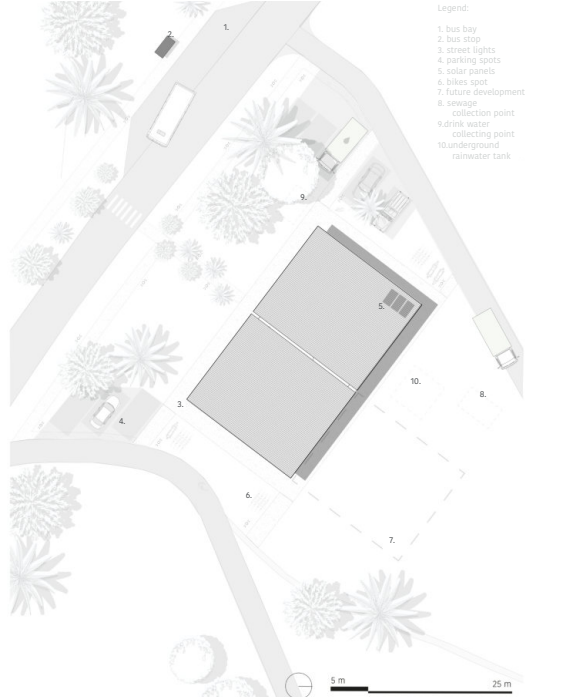 Legend:
1. bus bay
2. bus stop
3. street lights
4. parking spots
5. solar panels
6. bikes spot
7. future development
8. sewage
collection point
9.drink water
collecting point
10.underground
rainwater tank
2.
1.
9.
5.
10.
8.
3.
4.
6.
7.
5 m
25 m